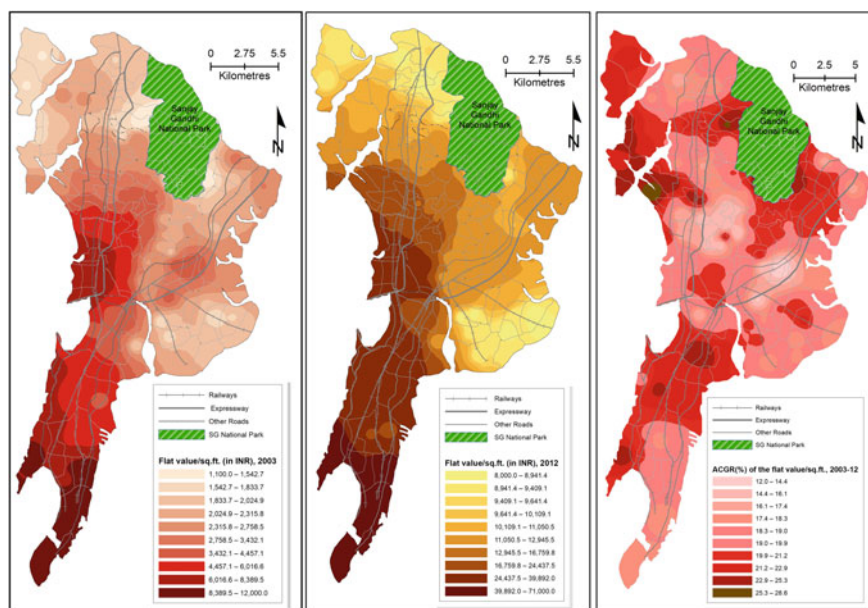 0 2.75 5.5
Kilometres
Sanjay
Gandhi
National Park
N
Railways
Expressway
Other Roads
SG National Park
Flat value/sq.ft. (in INR), 2003
1,100.0 – 1,542.7
1,542.7 – 1,833.7
1,833.7 – 2,024.9
2,024.9 – 2,315.8
2,315.8 – 2,758.5
2,758.5 – 3,432.1
3,432.1 – 4,457.1
4,457.1 – 6,016.6
6,016.6 – 8,389.5
8,389.5 – 12,000.0
0 2.75 5.5
Kilometres
Sanjay
Gandhi
National Park
N
Railways
Expressway
Other Roads
SG National Park
Flat value/sq.ft. (in INR), 2012
8,000.0 – 8,941.4
8,941.4 – 9,409.1
9,409.1 – 9,641.4
9,641.4 – 10,109.1
10,109.1 – 11,050.5
11,050.5 – 12,945.5
12,945.5 – 16,759.8
16,759.8 – 24,437.5
24,437.5 – 39,892.0
39,892.0 – 71,000.0
0 2.5 5
Kilometres
Sanjay
Gandhi
National Park
N
Railways
Expressway
Other Roads
SG National Park
ACGR(%) of the flat value/sq.ft., 2003-12
12.0 – 14.4
14.4 – 16.1
16.1 – 17.4
17.4 – 18.3
18.3 – 19.0
19.0 – 19.9
19.9 – 21.2
21.2 – 22.9
22.9 – 25.3
25.3 – 28.6